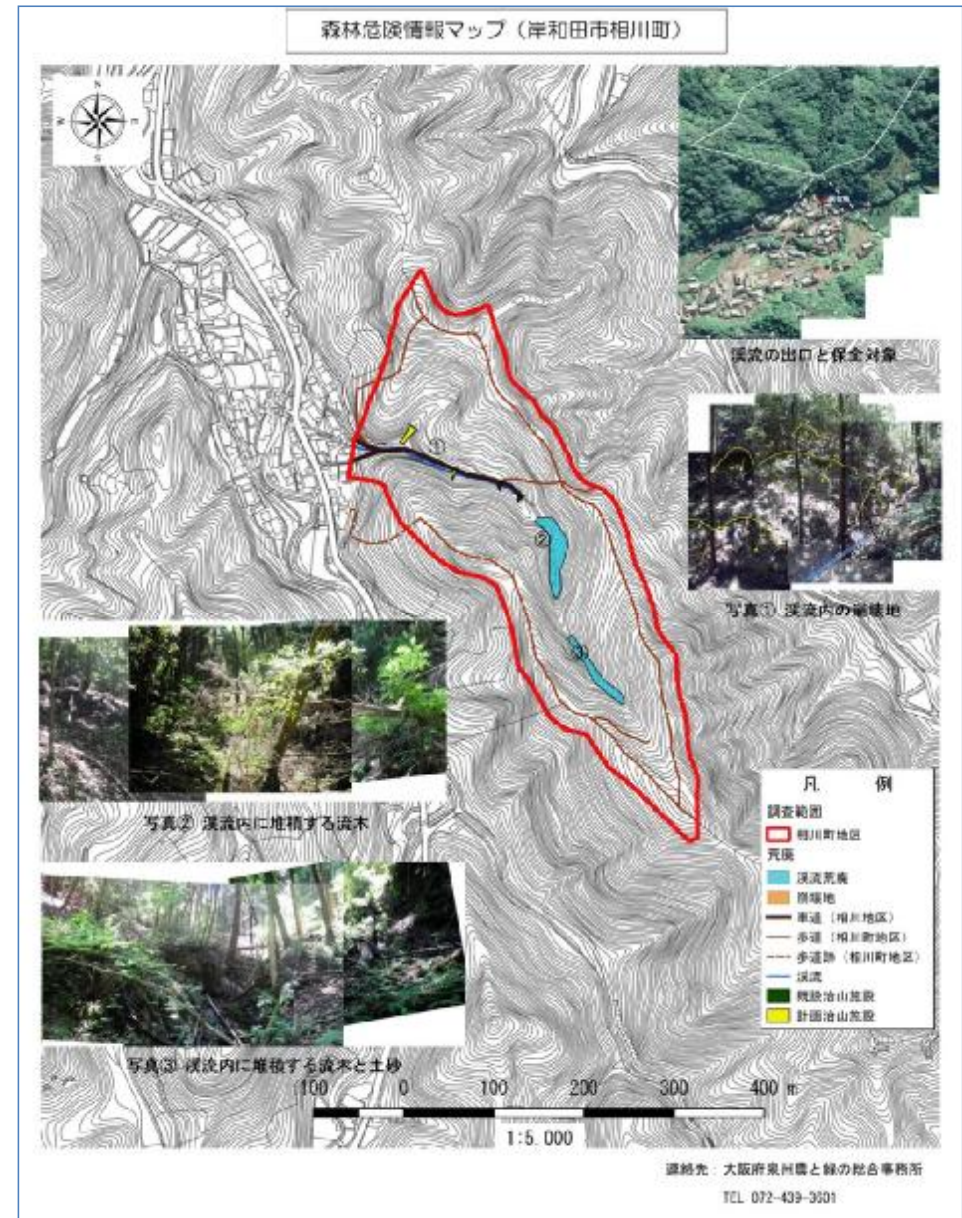 森林危険情報マップ（岸和田市相川町）
N
W
E
S
渓流の出口と保全対象
①
②
③
写真① 渓流内の崩壊地
写真② 渓流内に堆積する流木
写真③ 渓流内に堆積する流木と土砂
凡 例
調査範囲
相川町地区
荒廃
渓流荒廃
崩壊地
車道（相川地区）
歩道（相川町地区）
歩道跡（相川町地区）
渓流
既設治山施設
計画治山施設
100 0 100 200 300 400 m
1:5,000
連絡先：大阪府泉州農と緑の総合事務所
TEL 072-439-3601